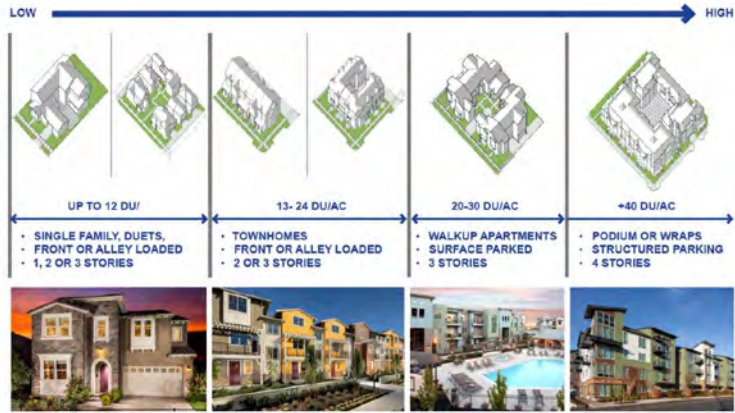 LOW
HIGH
UP TO 12 DU/
13- 24 DU/AC
20-30 DU/AC
+40 DU/AC
· SINGLE FAMILY, DUETS,
· FRONT OR ALLEY LOADED
· 1, 2 OR 3 STORIES
· TOWNHOMES
· FRONT OR ALLEY LOADED
· 2 OR 3 STORIES
· WALKUP APARTMENTS
· SURFACE PARKED
· 3 STORIES
· PODIUM OR WRAPS
· STRUCTURED PARKING
· 4 STORIES